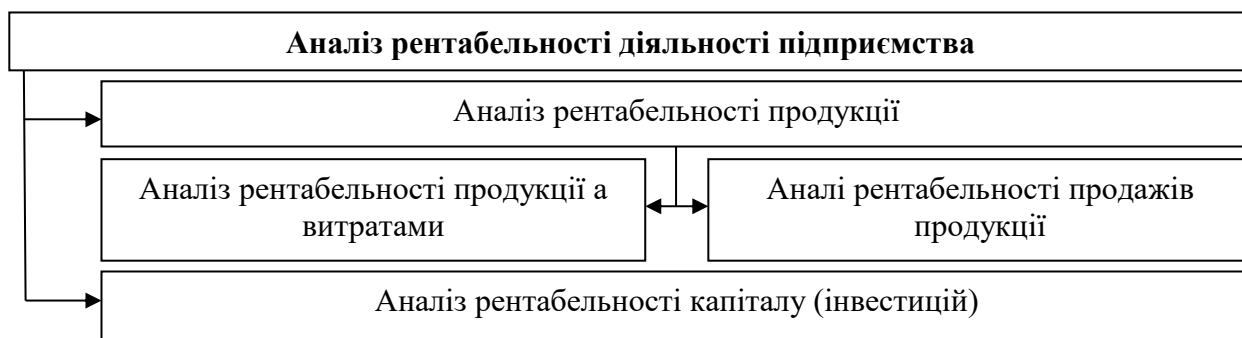 Аналіз рентабельності діяльності підприємства
Аналіз рентабельності продукції
Аналіз рентабельності продукції а
витратами
Аналі рентабельності продажів
продукції
Аналіз рентабельності капіталу (інвестицій)